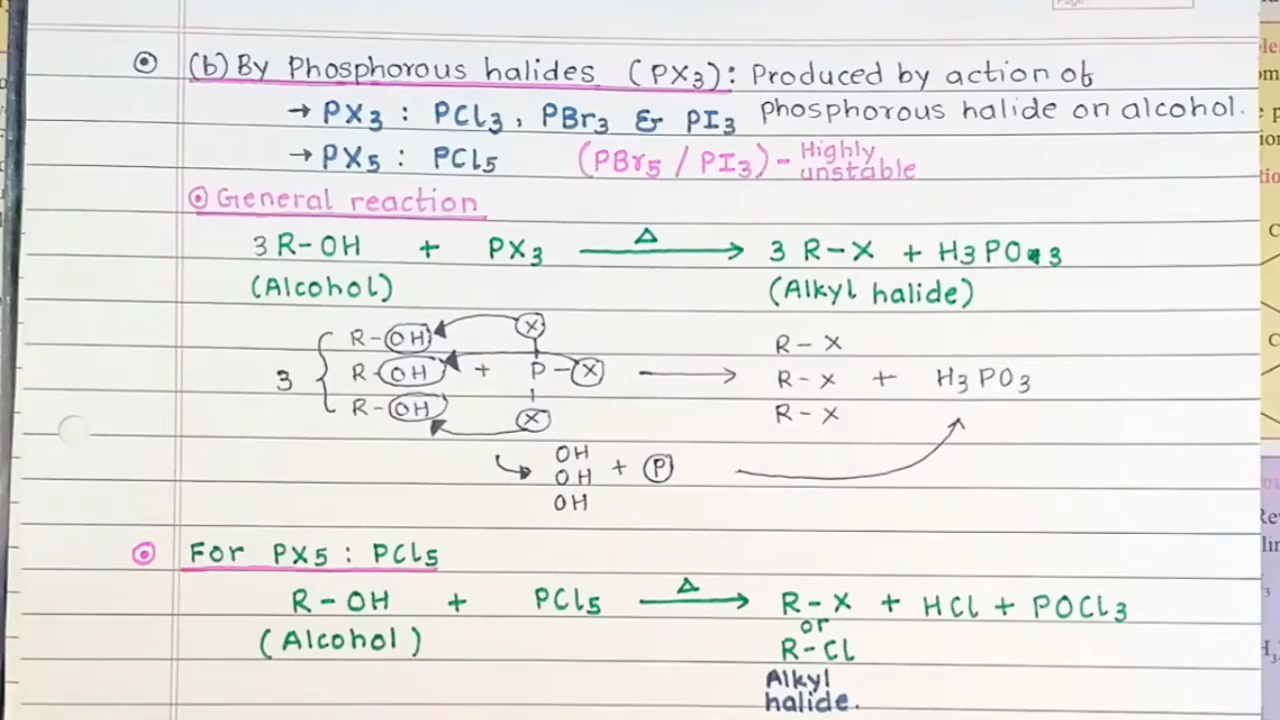 Page
(b) By Phosphorous halides (PX3): Produced by action of
→ PX3 : PCl3, PBr3 & PI3 phosphorous halide on alcohol.
→ PX5 : PCl5 (PBr5 / PI3) - Highly unstable
General reaction
3 R-OH + PX3 —Δ→ 3 R-X + H3PO3
(Alcohol) (Alkyl halide)
R-OH X R-X
3 { R-OH + P-X → R-X + H3PO3
R-OH X R-X
OH
OH + P
OH
For PX5 : PCl5
R-OH + PCl5 —Δ→ R-X + HCl + POCl3
or
(Alcohol) R-Cl
Alkyl
halide.